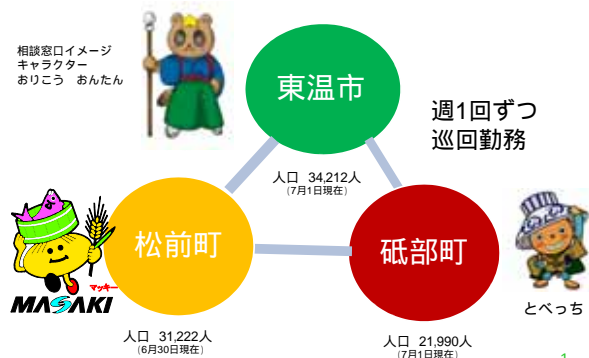 相談窓口イメージ
キャラクター
おりこう おんたん
東温市
週1回ずつ
巡回勤務
人口 34,212人
(7月1日現在)
松前町
砥部町
マッキー
MASAKI
とべっち
人口 31,222人
(6月30日現在)
人口 21,990人
(7月1日現在)
1